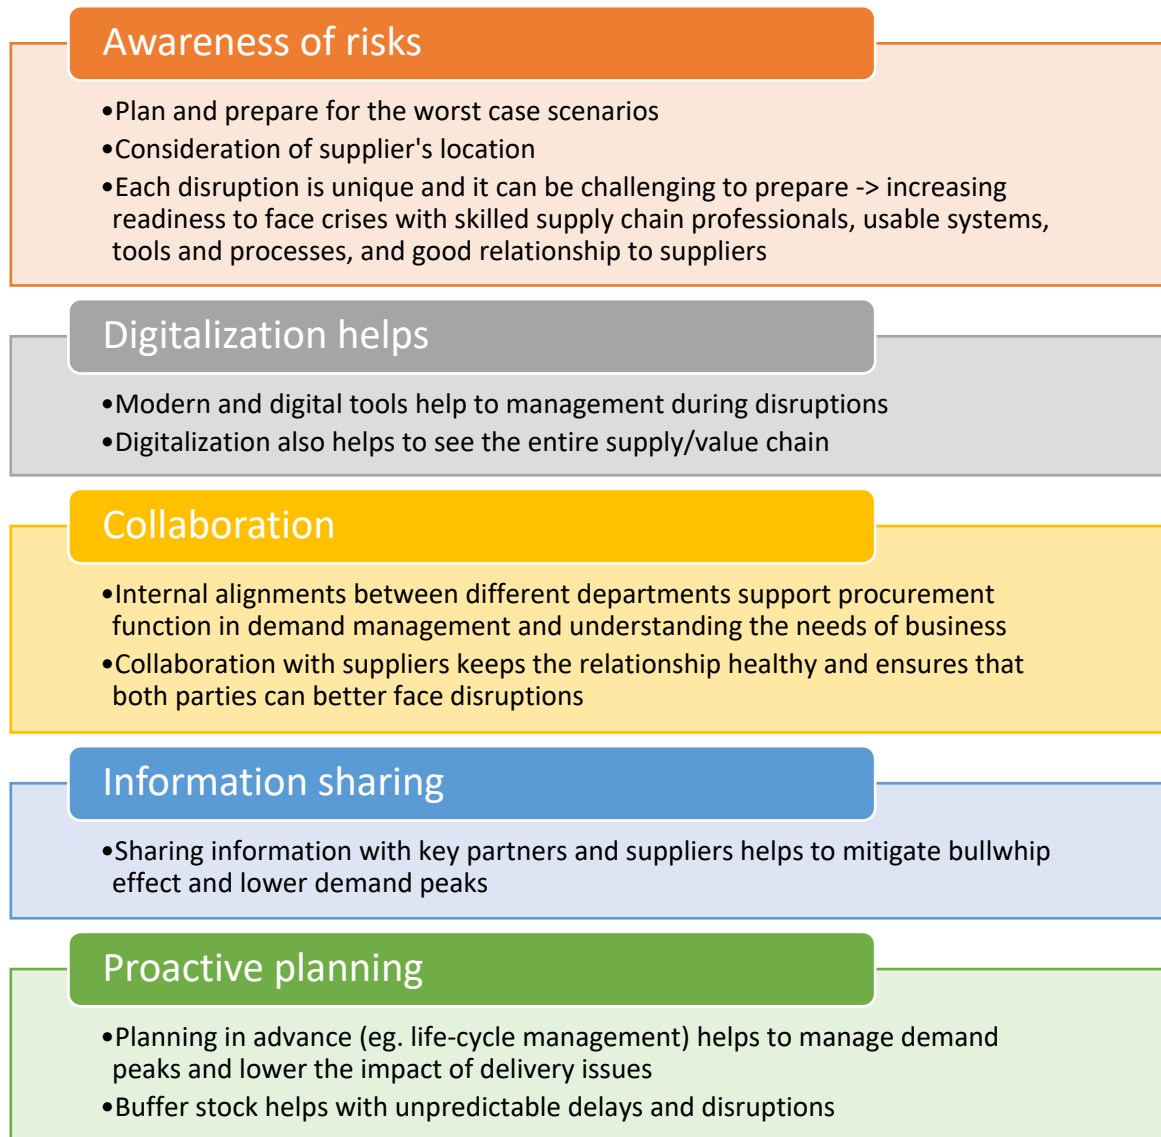 Awareness of risks
•Plan and prepare for the worst case scenarios
•Consideration of supplier's location
•Each disruption is unique and it can be challenging to prepare -> increasing
readiness to face crises with skilled supply chain professionals, usable systems,
tools and processes, and good relationship to suppliers
Digitalization helps
•Modern and digital tools help to management during disruptions
•Digitalization also helps to see the entire supply/value chain
Collaboration
•Internal alignments between different departments support procurement
function in demand management and understanding the needs of business
•Collaboration with suppliers keeps the relationship healthy and ensures that
both parties can better face disruptions
Information sharing
•Sharing information with key partners and suppliers helps to mitigate bullwhip
effect and lower demand peaks
Proactive planning
•Planning in advance (eg. life-cycle management) helps to manage demand
peaks and lower the impact of delivery issues
•Buffer stock helps with unpredictable delays and disruptions